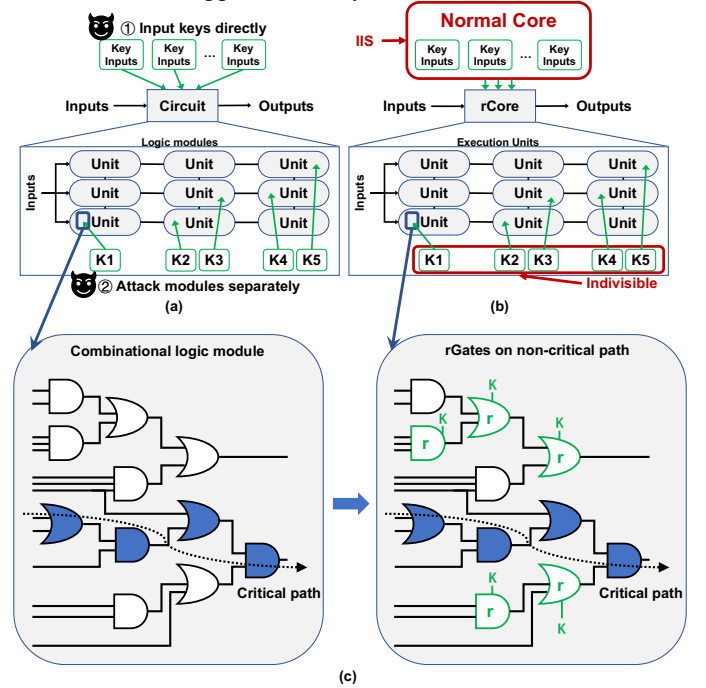 ① Input keys directly
Key Inputs
Key Inputs
...
Key Inputs
Inputs
Circuit
Outputs
Logic modules
Inputs
Unit
Unit
Unit
Unit
Unit
Unit
Unit
Unit
Unit
K1
K2
K3
K4
K5
② Attack modules separately
(a)
Normal Core
IIS
Key Inputs
Key Inputs
...
Key Inputs
Inputs
rCore
Outputs
Execution Units
Inputs
Unit
Unit
Unit
Unit
Unit
Unit
Unit
Unit
Unit
K1
K2
K3
K4
K5
Indivisible
(b)
Combinational logic module
Critical path
rGates on non-critical path
K
K
r
K
r
r
K
r
r
K
Critical path
(c)